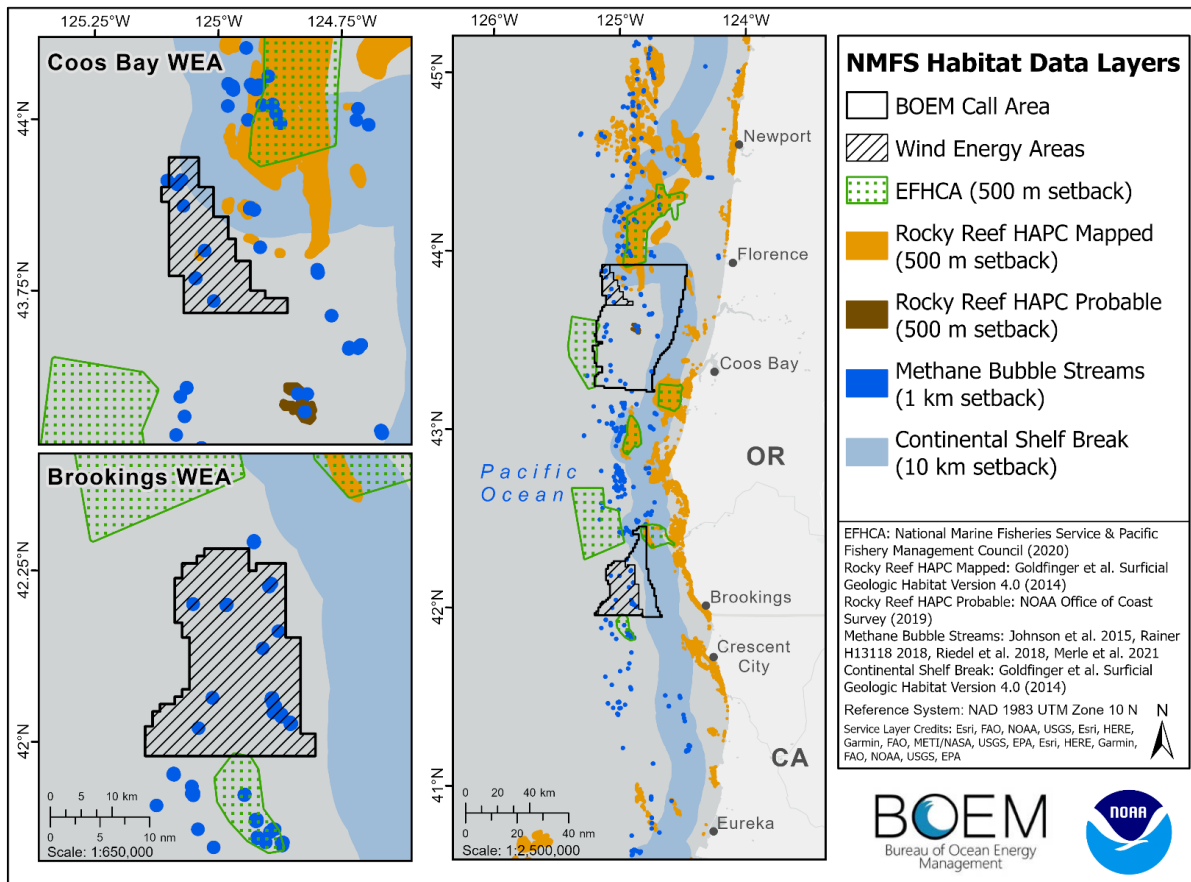 125.25°W
125°W
124.75°W
Coos Bay WEA
44°N
43.75°N
Brookings WEA
42.25°N
42°N
0 5 10 km
0 5 10 nm
Scale: 1:650,000
126°W
125°W
124°W
45°N
44°N
43°N
42°N
41°N
Newport
Florence
Coos Bay
OR
Pacific
Ocean
Brookings
Crescent
City
CA
Eureka
0 20 40 km
0 20 40 nm
Scale: 1:2,500,000
NMFS Habitat Data Layers
BOEM Call Area
Wind Energy Areas
EFHCA (500 m setback)
Rocky Reef HAPC Mapped
(500 m setback)
Rocky Reef HAPC Probable
(500 m setback)
Methane Bubble Streams
(1 km setback)
Continental Shelf Break
(10 km setback)
EFHCA: National Marine Fisheries Service & Pacific
Fishery Management Council (2020)
Rocky Reef HAPC Mapped: Goldfinger et al. Surficial
Geologic Habitat Version 4.0 (2014)
Rocky Reef HAPC Probable: NOAA Office of Coast
Survey (2019)
Methane Bubble Streams: Johnson et al. 2015, Rainer
H13118 2018, Riedel et al. 2018, Merle et al. 2021
Continental Shelf Break: Goldfinger et al. Surficial
Geologic Habitat Version 4.0 (2014)
Reference System: NAD 1983 UTM Zone 10 N
N
Service Layer Credits: Esri, FAO, NOAA, USGS, Esri, HERE,
Garmin, FAO, METI/NASA, USGS, EPA, Esri, HERE, Garmin,
FAO, NOAA, USGS, EPA
BOEM
Bureau of Ocean Energy
Management
NOAA